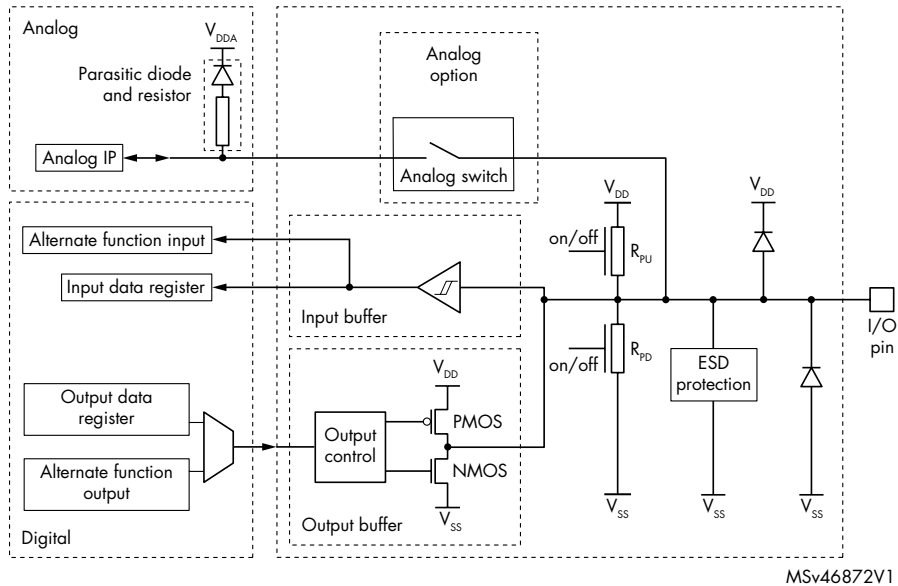 Analog
V_DDA
Parasitic diode
and resistor
Analog IP
Analog
option
Analog switch
Alternate function input
Input data register
Input buffer
V_DD
on/off
R_PU
V_DD
I/O
pin
on/off
R_PD
ESD
protection
Output data
register
Alternate function
output
Digital
Output
control
V_DD
PMOS
NMOS
V_SS
Output buffer
V_SS
V_SS
V_SS
MSv46872V1